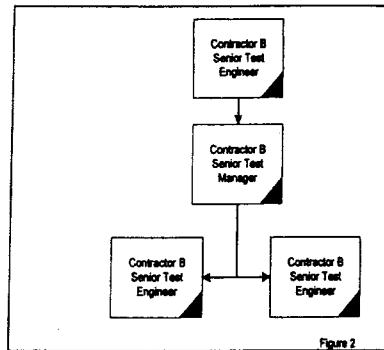 Contractor B
Senior Test
Engineer
Contractor B
Senior Test
Manager
Contractor B
Senior Test
Engineer
Contractor B
Senior Test
Engineer
Figure 2